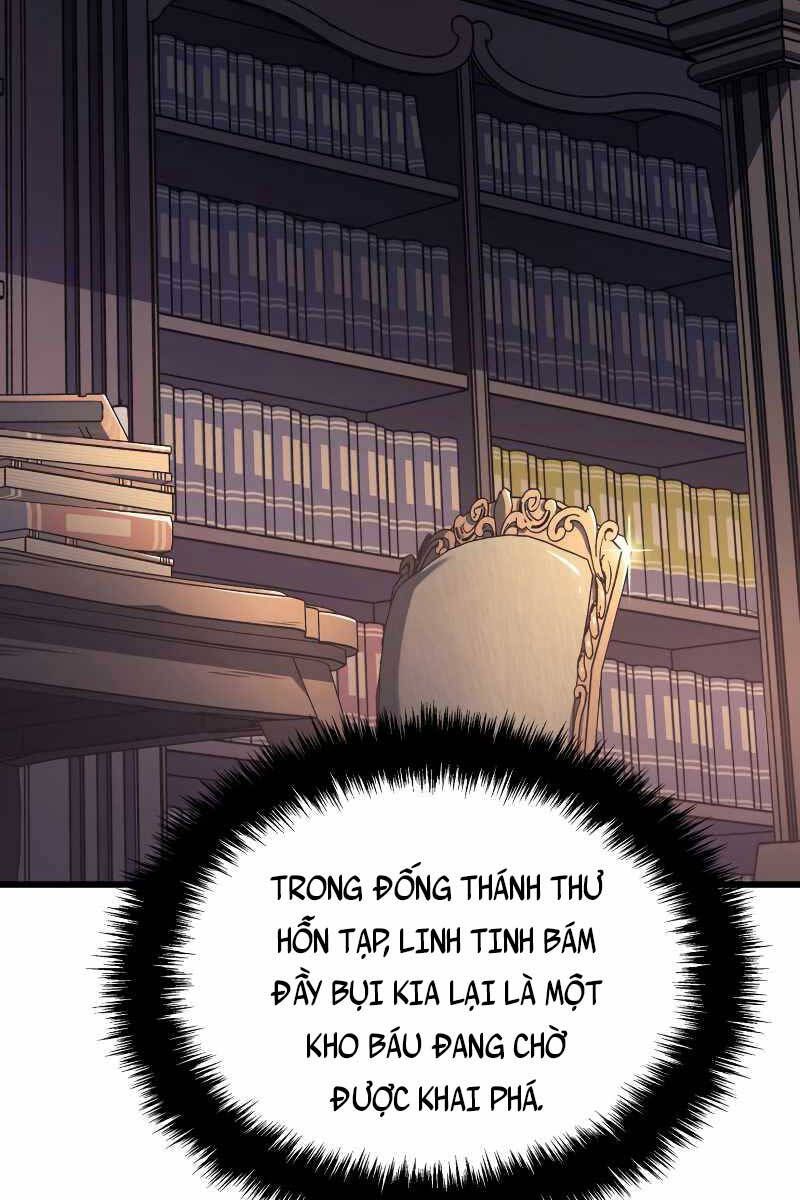 TRONG ĐỐNG THÁNH THƯ
HỖN TẠP, LINH TINH BÁM
ĐẦY BỤI KIA LẠI LÀ MỘT
KHO BÁU ĐANG CHỜ
ĐƯỢC KHAI PHÁ.